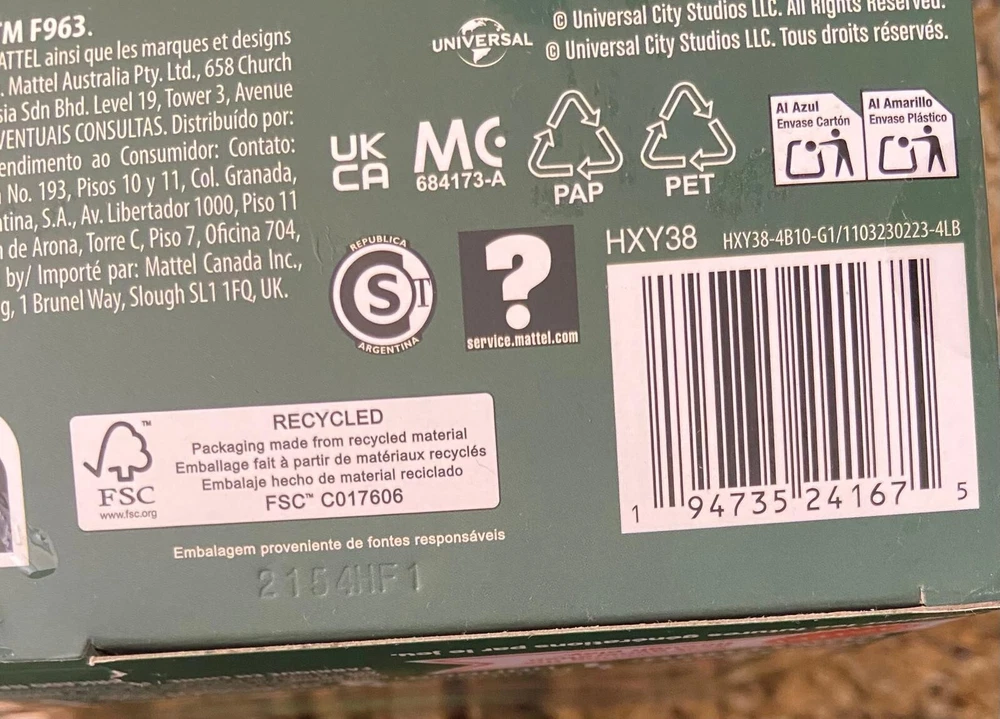 TM F963.
ATTEL ainsi que les marques et designs
. Mattel Australia Pty. Ltd., 658 Church
sia Sdn Bhd. Level 19, Tower 3, Avenue
VENTUAIS CONSULTAS. Distribuído por:
endimento ao Consumidor: Contato:
No. 193, Pisos 10 y 11, Col. Granada,
ntina, S.A., Av. Libertador 1000, Piso 11
n de Arona, Torre C, Piso 7, Oficina 704,
by/ Importé par: Mattel Canada Inc.,
g, 1 Brunel Way, Slough SL1 1FQ, UK.
UNIVERSAL
© Universal City Studios LLC. All Rights Reserved.
© Universal City Studios LLC. Tous droits réservés.
UK
CA
MC
684173-A
PAP
PET
Al Azul
Envase Cartón
Al Amarillo
Envase Plástico
REPUBLICA
S
T
ARGENTINA
?
service.mattel.com
HXY38
HXY38-4B10-G1/1103230223-4LB
1 94735 24167 5
FSC™
www.fsc.org
RECYCLED
Packaging made from recycled material
Emballage fait à partir de matériaux recyclés
Embalaje hecho de material reciclado
FSC™ C017606
Embalagem proveniente de fontes responsáveis
2154HF1